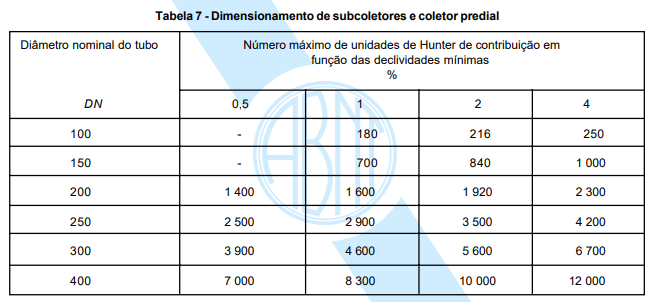 Tabela 7 - Dimensionamento de subcoletores e coletor predial
Diâmetro nominal do tubo
Número máximo de unidades de Hunter de contribuição em
função das declividades mínimas
%
DN
0,5 1 2 4
100 - 180 216 250
150 - 700 840 1 000
200 1 400 1 600 1 920 2 300
250 2 500 2 900 3 500 4 200
300 3 900 4 600 5 600 6 700
400 7 000 8 300 10 000 12 000
ABNT